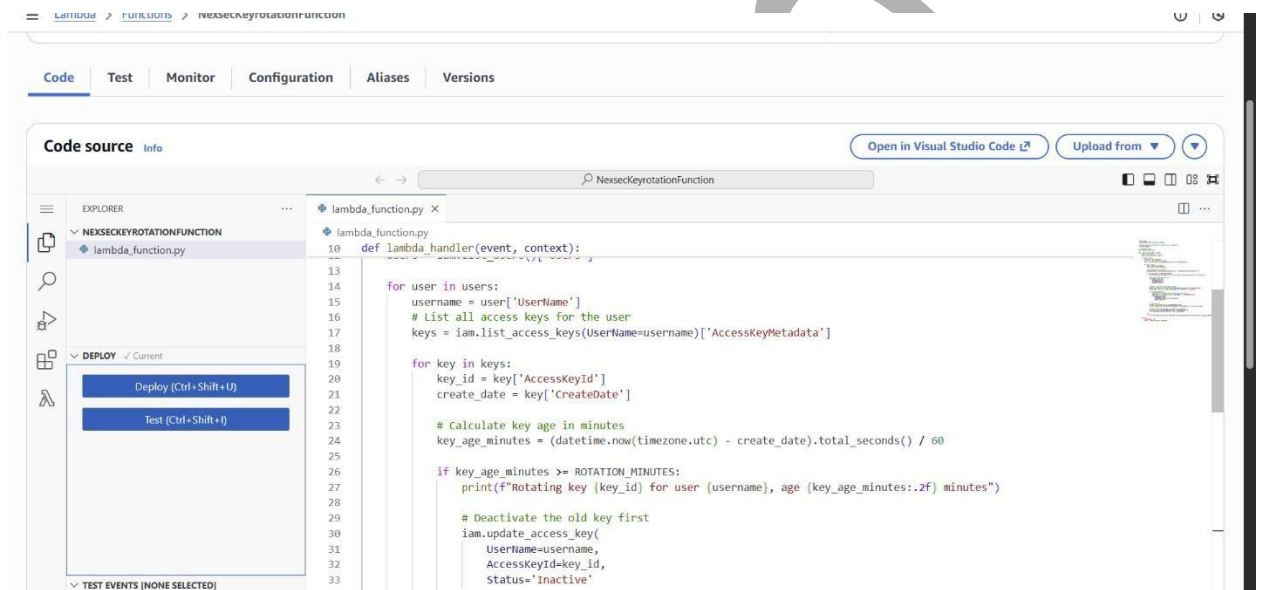 Lambda > Functions > NexsecKeyrotationFunction
Code Test Monitor Configuration Aliases Versions
Code source Info
Open in Visual Studio Code Upload from
NexsecKeyrotationFunction
EXPLORER
lambda_function.py
NEXSECKEYROTATIONFUNCTION
lambda_function.py
lambda_function.py
10 def lambda_handler(event, context):
12 users = iam.list_users()['Users']
13
14 for user in users:
15 username = user['UserName']
16 # List all access keys for the user
17 keys = iam.list_access_keys(UserName=username)['AccessKeyMetadata']
18
19 for key in keys:
20 key_id = key['AccessKeyId']
21 create_date = key['CreateDate']
22
23 # Calculate key age in minutes
24 key_age_minutes = (datetime.now(timezone.utc) - create_date).total_seconds() / 60
25
26 if key_age_minutes >= ROTATION_MINUTES:
27 print(f"Rotating key {key_id} for user {username}, age {key_age_minutes:.2f} minutes")
28
29 # Deactivate the old key first
30 iam.update_access_key(
31 UserName=username,
32 AccessKeyId=key_id,
33 Status='Inactive'
DEPLOY ✓ Current
Deploy (Ctrl+Shift+U)
Test (Ctrl+Shift+I)
TEST EVENTS [NONE SELECTED]